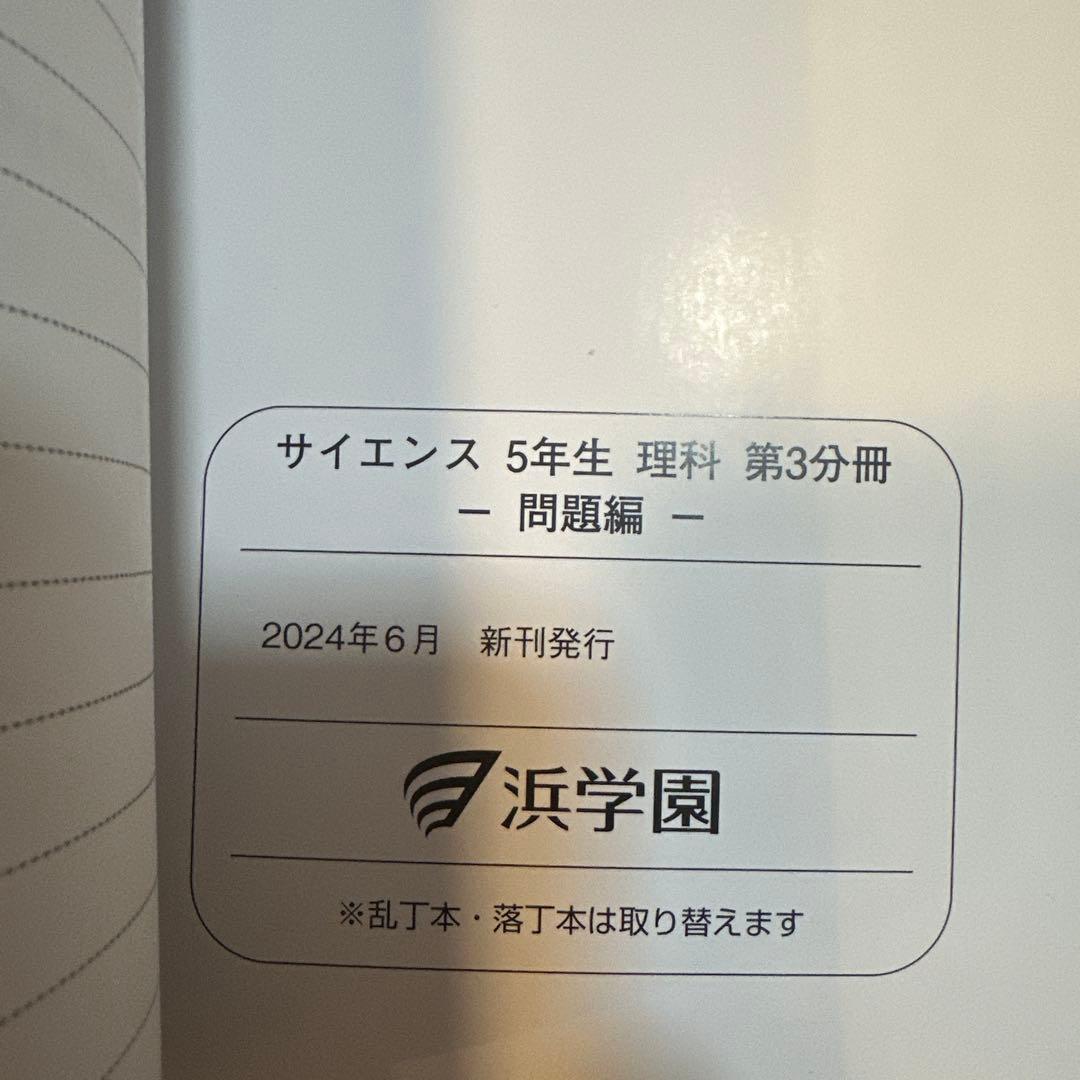 サイエンス 5年生 理科 第3分冊
－ 問題編 －
2024年6月 新刊発行
浜学園
※乱丁本・落丁本は取り替えます